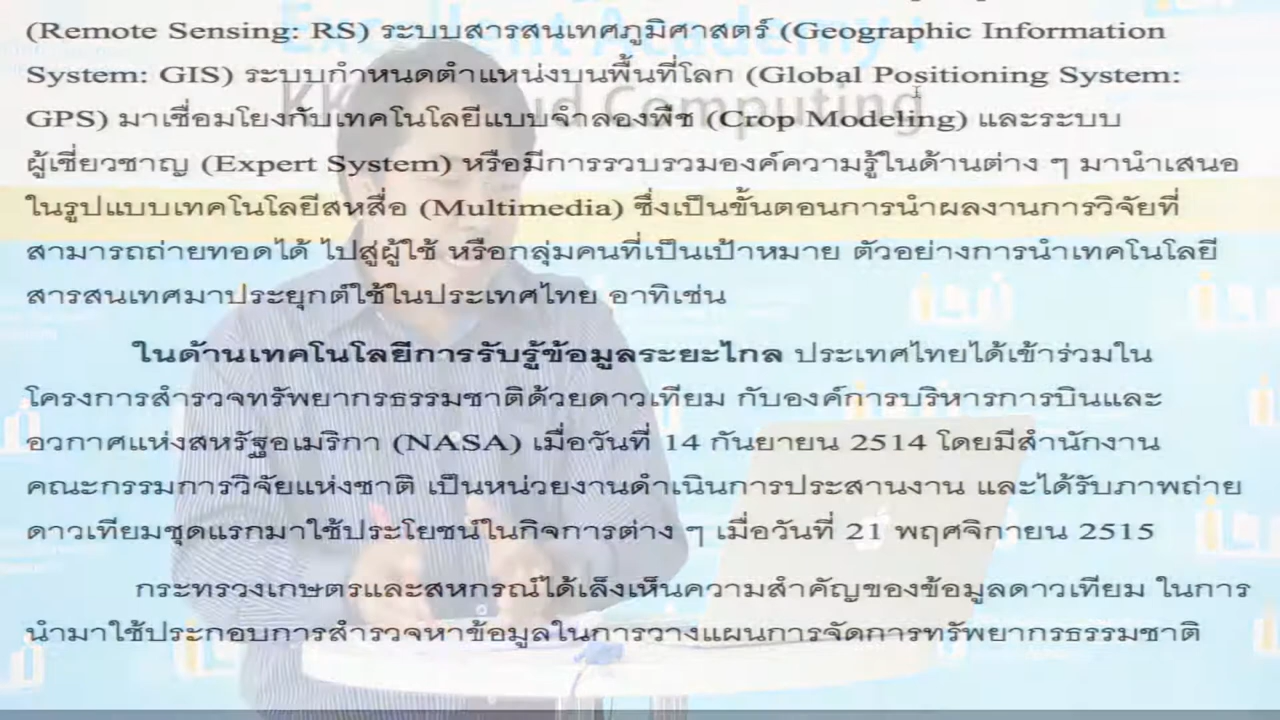 (Remote Sensing: RS) ระบบสารสนเทศภูมิศาสตร์ (Geographic Information
System: GIS) ระบบกำหนดตำแหน่งบนพื้นที่โลก (Global Positioning System:
GPS) มาเชื่อมโยงกับเทคโนโลยีแบบจำลองพืช (Crop Modeling) และระบบ
ผู้เชี่ยวชาญ (Expert System) หรือมีการรวบรวมองค์ความรู้ในด้านต่าง ๆ มานำเสนอ
ในรูปแบบเทคโนโลยีสหสื่อ (Multimedia) ซึ่งเป็นขั้นตอนการนำผลงานการวิจัยที่
สามารถถ่ายทอดได้ ไปสู่ผู้ใช้ หรือกลุ่มคนที่เป็นเป้าหมาย ตัวอย่างการนำเทคโนโลยี
สารสนเทศมาประยุกต์ใช้ในประเทศไทย อาทิเช่น
ในด้านเทคโนโลยีการรับรู้ข้อมูลระยะไกล ประเทศไทยได้เข้าร่วมใน
โครงการสำรวจทรัพยากรธรรมชาติด้วยดาวเทียม กับองค์การบริหารการบินและ
อวกาศแห่งสหรัฐอเมริกา (NASA) เมื่อวันที่ 14 กันยายน 2514 โดยมีสำนักงาน
คณะกรรมการวิจัยแห่งชาติ เป็นหน่วยงานดำเนินการประสานงาน และได้รับภาพถ่าย
ดาวเทียมชุดแรกมาใช้ประโยชน์ในกิจการต่าง ๆ เมื่อวันที่ 21 พฤศจิกายน 2515
กระทรวงเกษตรและสหกรณ์ได้เล็งเห็นความสำคัญของข้อมูลดาวเทียม ในการ
นำมาใช้ประกอบการสำรวจหาข้อมูลในการวางแผนการจัดการทรัพยากรธรรมชาติ
Academy :
Computing